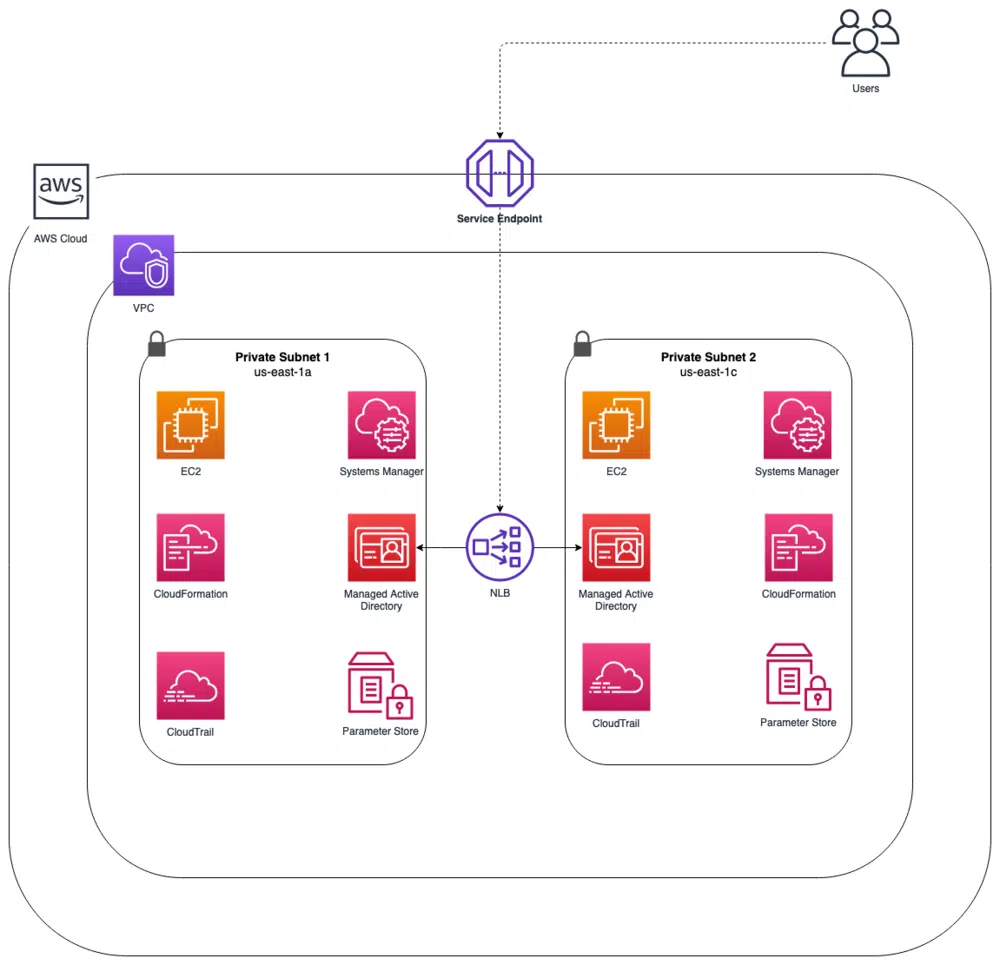 Users
aws
AWS Cloud
Service Endpoint
VPC
Private Subnet 1
us-east-1a
EC2
Systems Manager
CloudFormation
Managed Active
Directory
CloudTrail
Parameter Store
NLB
Private Subnet 2
us-east-1c
EC2
Systems Manager
Managed Active
Directory
CloudFormation
CloudTrail
Parameter Store